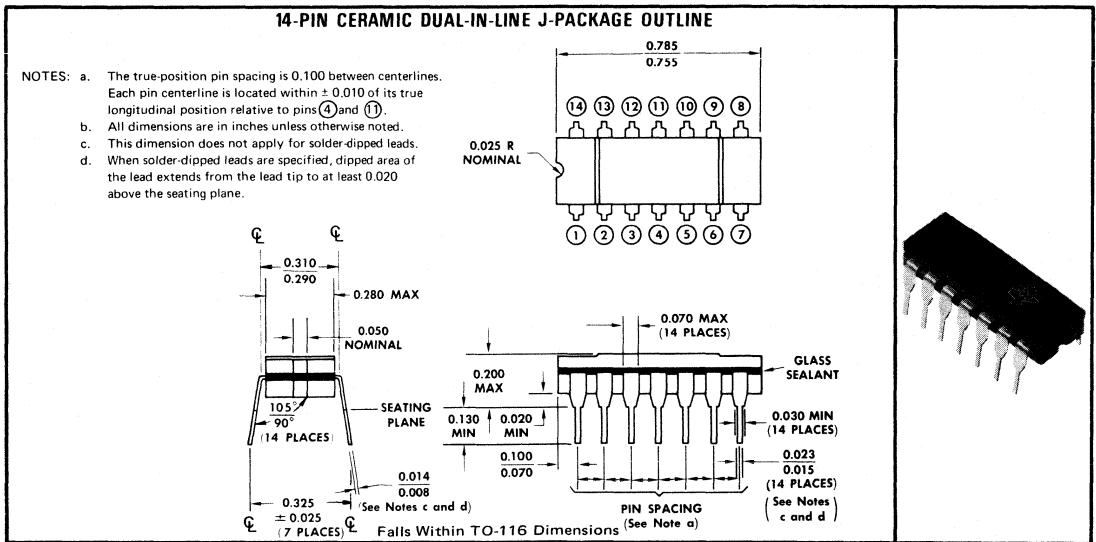 14-PIN CERAMIC DUAL-IN-LINE J-PACKAGE OUTLINE
NOTES: a. The true-position pin spacing is 0.100 between centerlines.
Each pin centerline is located within ± 0.010 of its true
longitudinal position relative to pins 4 and 11.
b. All dimensions are in inches unless otherwise noted.
c. This dimension does not apply for solder-dipped leads.
d. When solder-dipped leads are specified, dipped area of
the lead extends from the lead tip to at least 0.020
above the seating plane.
0.785
0.755
14 13 12 11 10 9 8
0.025 R
NOMINAL
1 2 3 4 5 6 7
℄ ℄
0.310
0.290
0.280 MAX
0.050
NOMINAL
105°
90°
(14 PLACES)
SEATING
PLANE
0.014
0.008
(See Notes c and d)
0.325
± 0.025
(7 PLACES)
℄ ℄
0.070 MAX
(14 PLACES)
GLASS
SEALANT
0.200
MAX
0.130
MIN
0.020
MIN
0.030 MIN
(14 PLACES)
0.100
0.070
0.023
0.015
(14 PLACES)
(See Notes
c and d)
PIN SPACING
(See Note a)
Falls Within TO-116 Dimensions